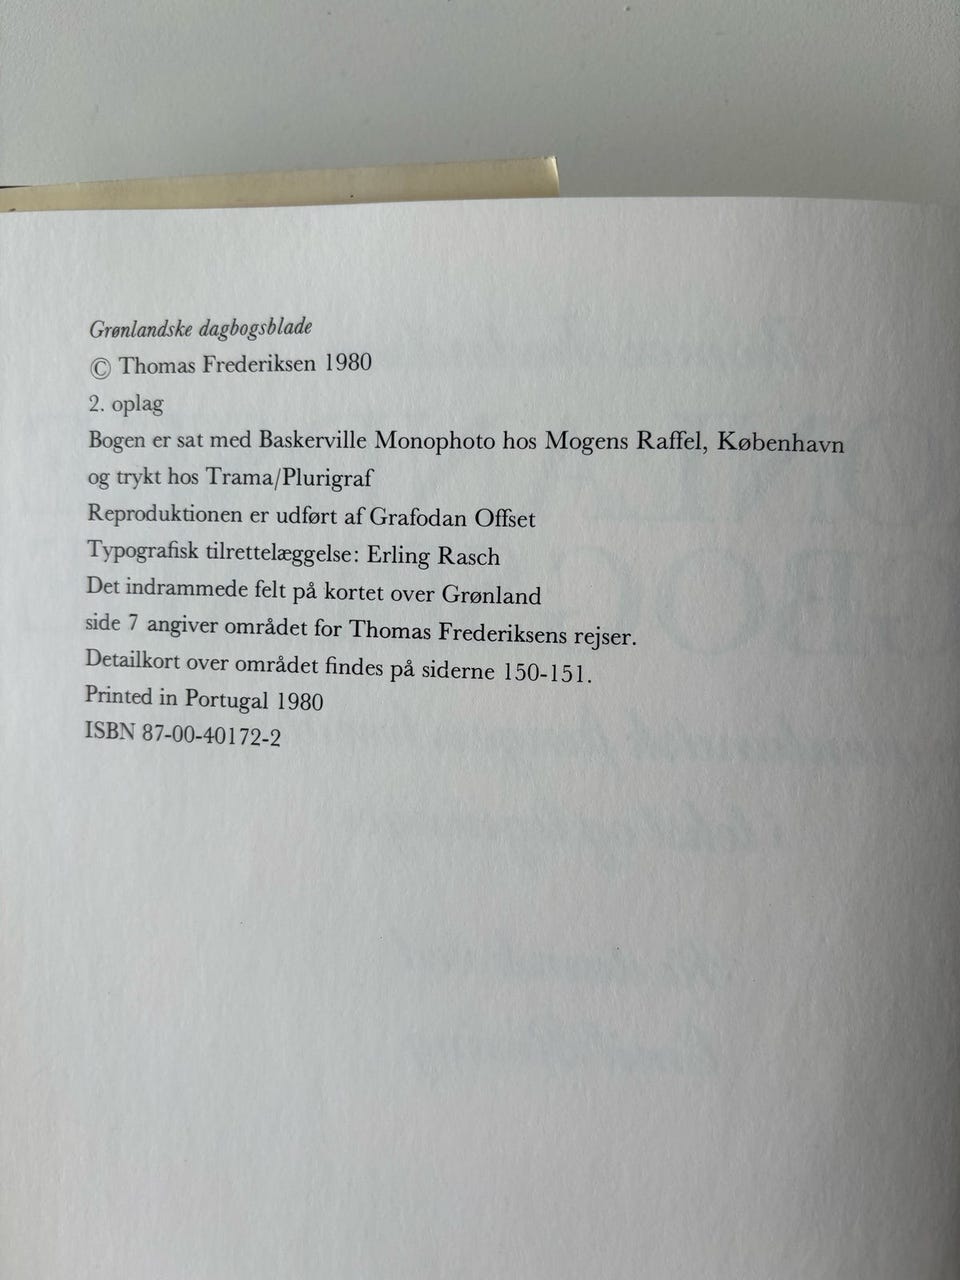 Grønlandske dagbogsblade
© Thomas Frederiksen 1980
2. oplag
Bogen er sat med Baskerville Monophoto hos Mogens Raffel, København
og trykt hos Trama/Plurigraf
Reproduktionen er udført af Grafodan Offset
Typografisk tilrettelæggelse: Erling Rasch
Det indrammede felt på kortet over Grønland
side 7 angiver området for Thomas Frederiksens rejser.
Detailkort over området findes på siderne 150-151.
Printed in Portugal 1980
ISBN 87-00-40172-2